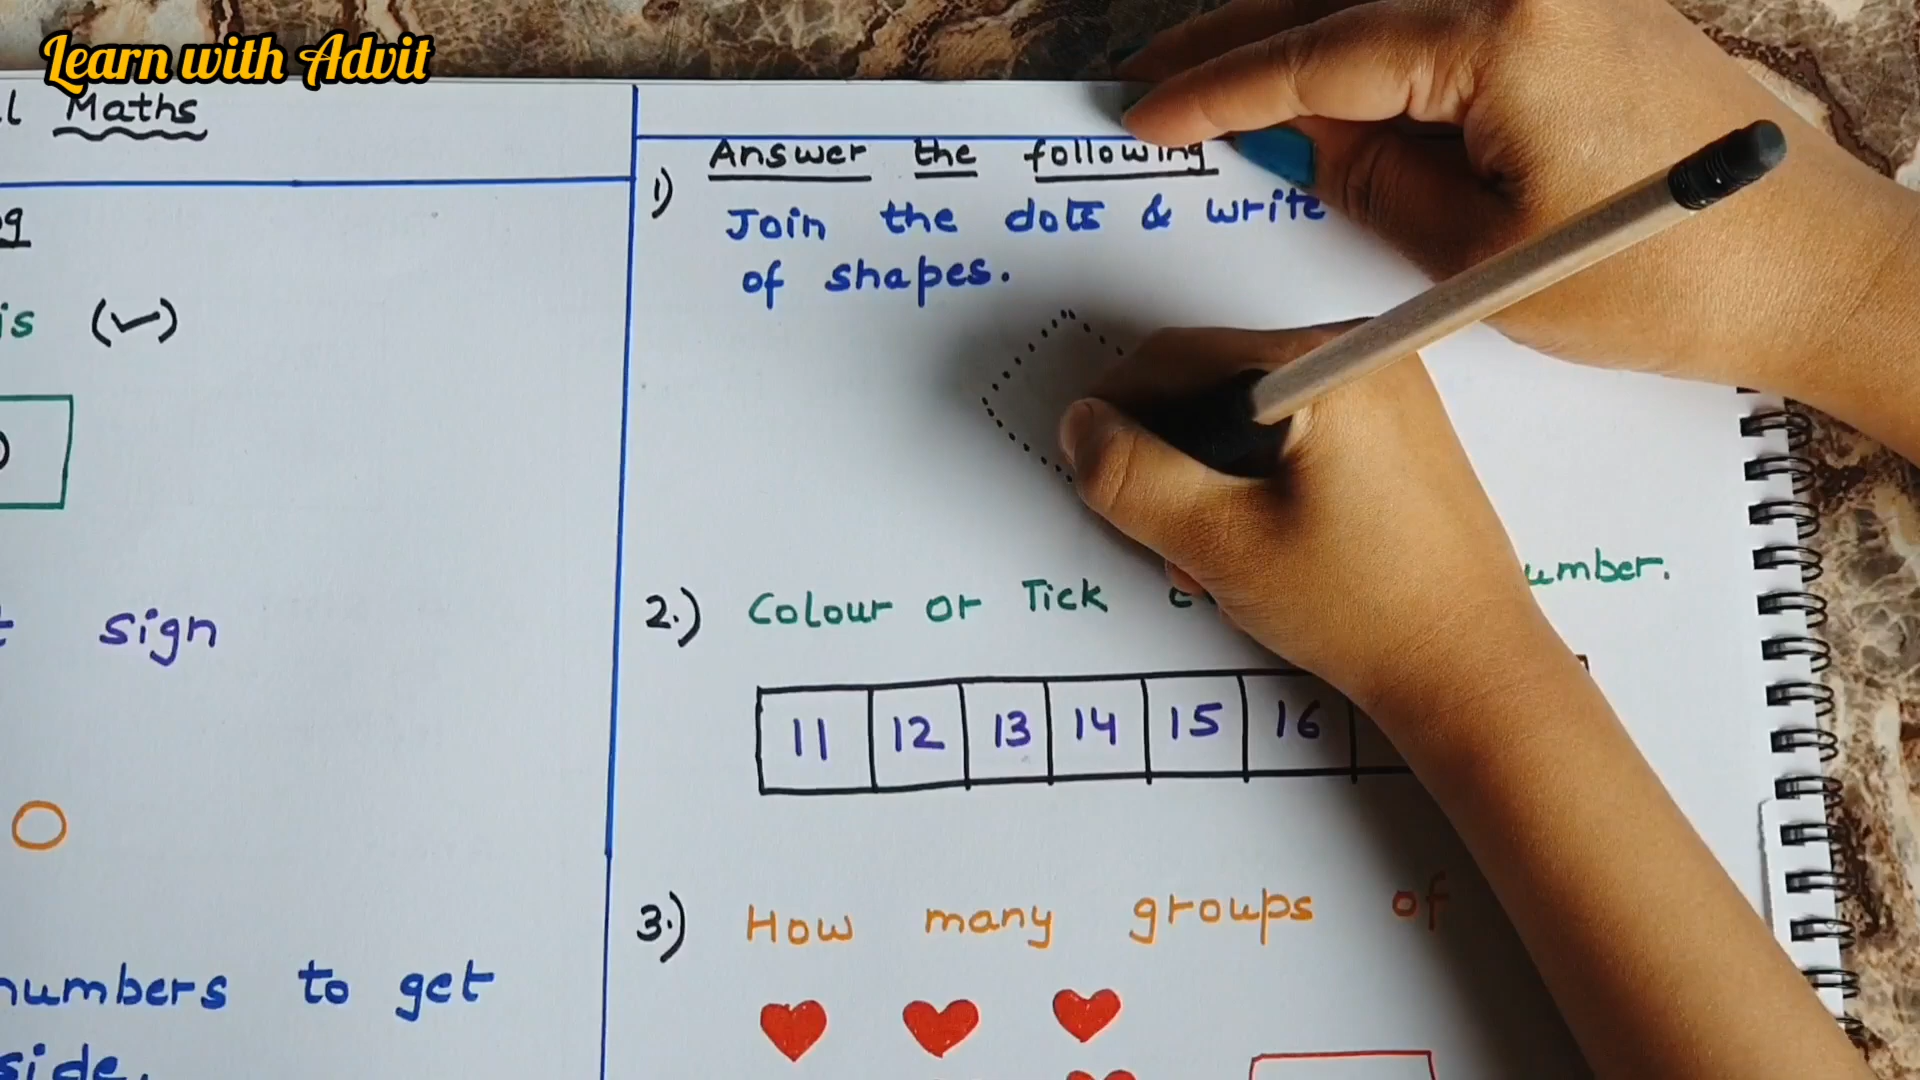 Learn with Advit
Maths
is (✓)
sign
numbers to get
side.
Answer the following
1) Join the dots & write
of shapes.
2.) Colour or Tick
11 12 13 14 15 16
3.) How many groups of